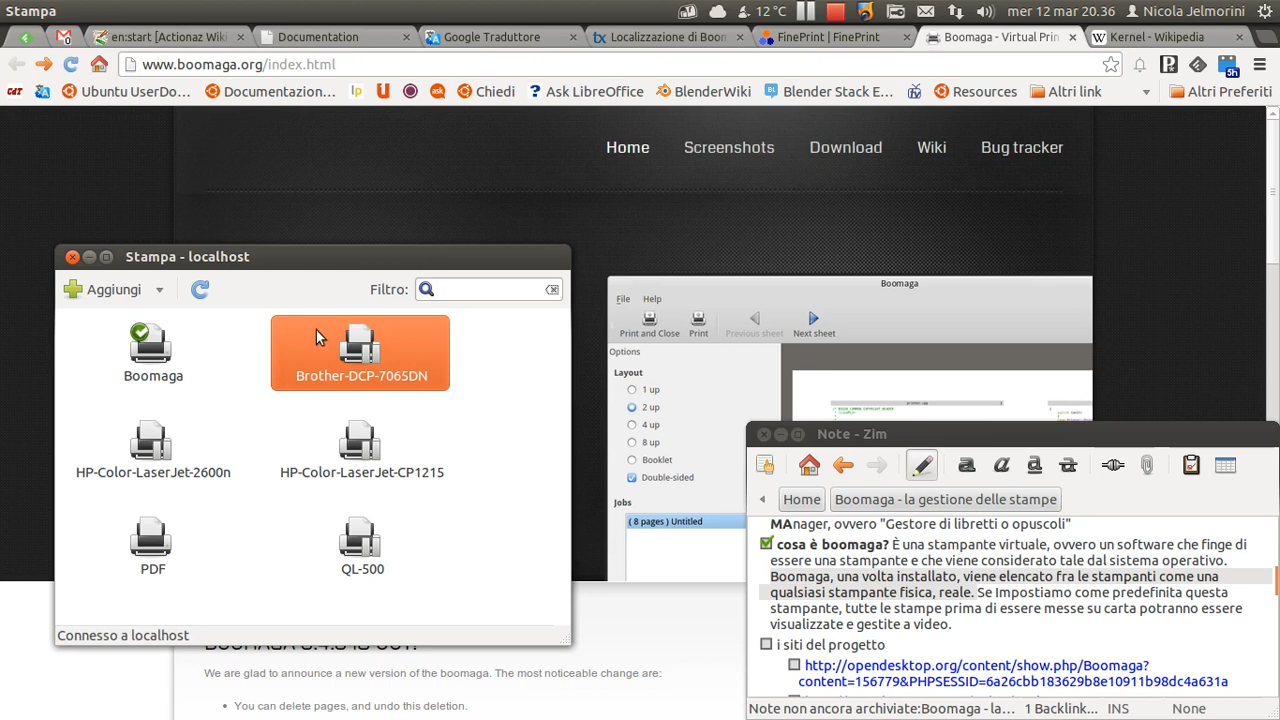 Stampa
12 °C
mer 12 mar 20.36
Nicola Jelmorini
en:start [Actionaz Wiki
Documentation
Google Traduttore
Localizzazione di Boom
FinePrint | FinePrint
Boomaga - Virtual Prin
Kernel - Wikipedia
www.boomaga.org/index.html
5h
CAT
Ubuntu UserDo...
Documentazion...
lp
U
ask
Chiedi
Ask LibreOffice
BlenderWiki
Blender Stack E...
tv
Resources
Altri link
Altri Preferiti
Home
Screenshots
Download
Wiki
Bug tracker
Stampa - localhost
Aggiungi
Filtro:
Boomaga
Brother-DCP-7065DN
HP-Color-LaserJet-2600n
HP-Color-LaserJet-CP1215
PDF
QL-500
Connesso a localhost
Boomaga
File
Help
Print and Close
Print
Previous sheet
Next sheet
Options
Layout
1 up
2 up
4 up
8 up
Booklet
Double-sided
Jobs
( 8 pages ) Untitled
Note - Zim
Home
Boomaga - la gestione delle stampe
MAnager, ovvero "Gestore di libretti o opuscoli"
cosa è boomaga? È una stampante virtuale, ovvero un software che finge di
essere una stampante e che viene considerato tale dal sistema operativo.
Boomaga, una volta installato, viene elencato fra le stampanti come una
qualsiasi stampante fisica, reale. Se Impostiamo come predefinita questa
stampante, tutte le stampe prima di essere messe su carta potranno essere
visualizzate e gestite a video.
i siti del progetto
http://opendesktop.org/content/show.php/Boomaga?
content=156779&PHPSESSID=6a26cbb183629b8e10911b98dc4a631a
Note non ancora archiviate:Boomaga - la...
1 Backlink...
INS
None
We are glad to announce a new version of the boomaga. The most noticeable change are:
You can delete pages, and undo this deletion.